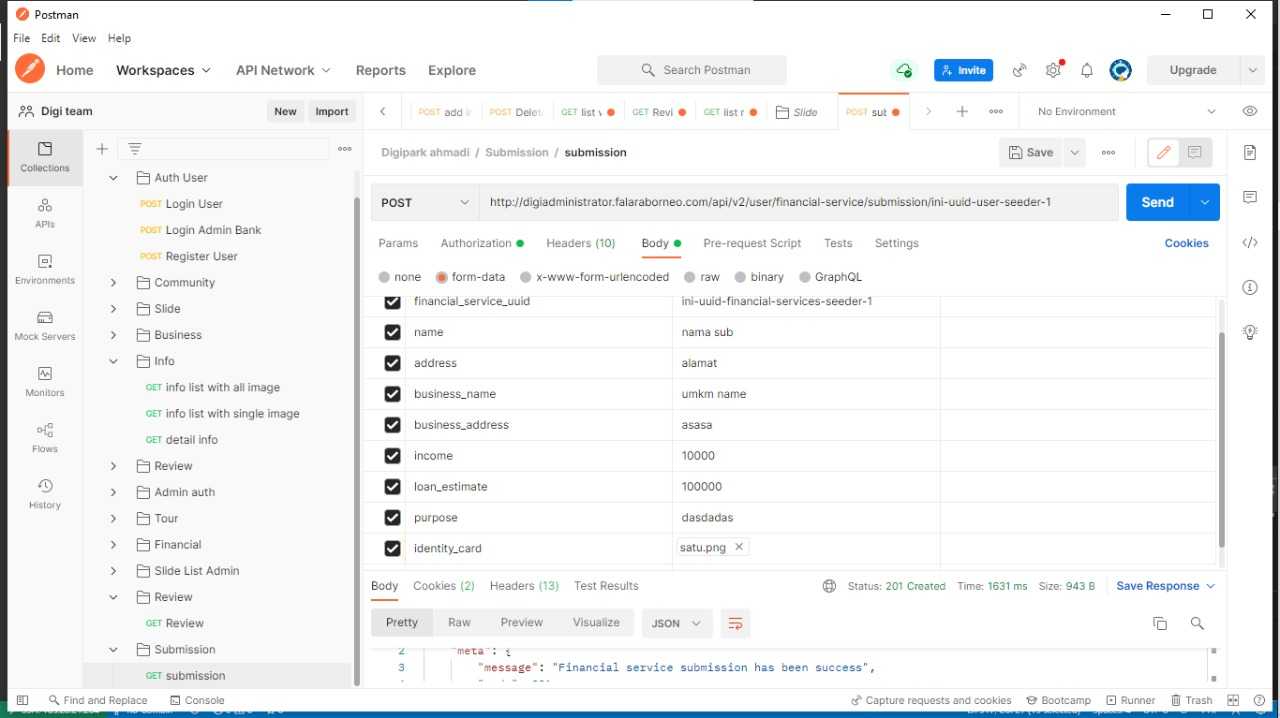 Postman
File Edit View Help
Home Workspaces API Network Reports Explore Search Postman Invite Upgrade
Digi team New Import POST add i POST Delet GET list v GET Revi GET list r Slide POST sub No Environment
Digipark ahmadi / Submission / submission Save
Collections
APIs
Environments
Mock Servers
Monitors
Flows
History
Auth User
POST Login User
POST Login Admin Bank
POST Register User
Community
Slide
Business
Info
GET info list with all image
GET info list with single image
GET detail info
Review
Admin auth
Tour
Financial
Slide List Admin
Review
GET Review
Submission
GET submission
POST http://digiadministrator.falaraborneo.com/api/v2/user/financial-service/submission/ini-uuid-user-seeder-1 Send
Params Authorization Headers (10) Body Pre-request Script Tests Settings Cookies
none form-data x-www-form-urlencoded raw binary GraphQL
financial_service_uuid ini-uuid-financial-services-seeder-1
name nama sub
address alamat
business_name umkm name
business_address asasa
income 10000
loan_estimate 100000
purpose dasdadas
identity_card satu.png
Body Cookies (2) Headers (13) Test Results Status: 201 Created Time: 1631 ms Size: 943 B Save Response
Pretty Raw Preview Visualize JSON
2 "meta": {
3 "message": "Financial service submission has been success",
Find and Replace Console Capture requests and cookies Bootcamp Runner Trash